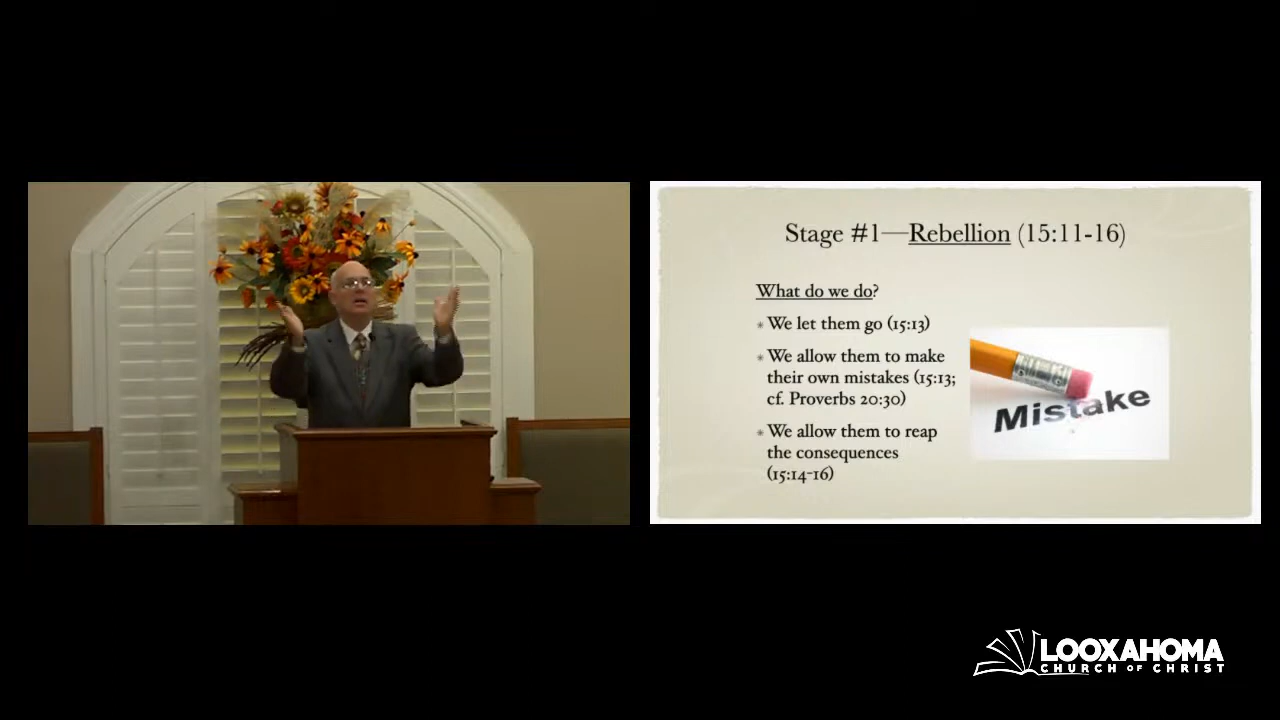 Stage #1—Rebellion (15:11-16)
What do we do?
* We let them go (15:13)
* We allow them to make
their own mistakes (15:13;
cf. Proverbs 20:30)
* We allow them to reap
the consequences
(15:14-16)
Mistake
LOOXAHOMA
CHURCH OF CHRIST